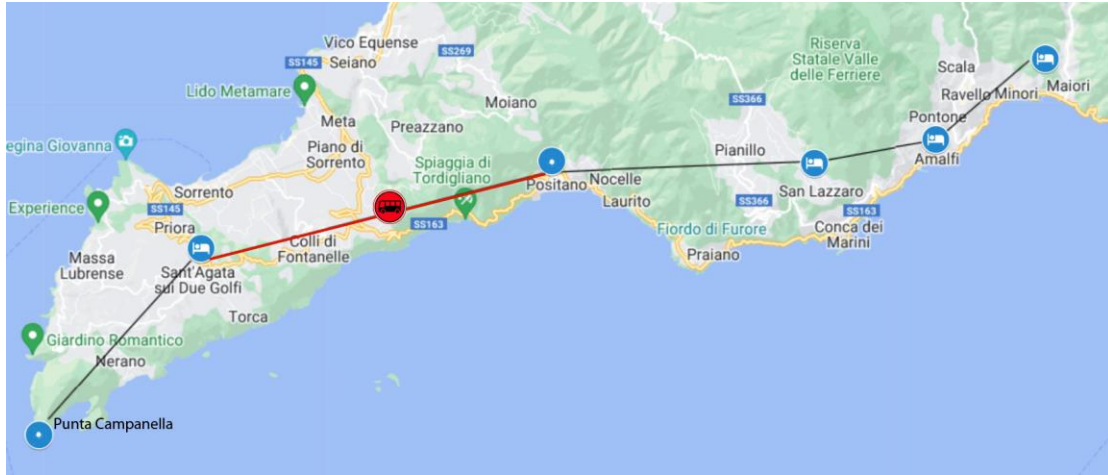 Vico Equense
Seiano
SS145
SS269
Lido Metamare
Moiano
Meta
Preazzano
Piano di
Sorrento
egina Giovanna
Spiaggia di
Tordigliano
Sorrento
Experience
SS145
Priora
SS163
Colli di
Fontanelle
Massa
Lubrense
Sant'Agata
sui Due Golfi
Torca
Giardino Romantico
Nerano
Punta Campanella
Positano
Nocelle
Laurito
Praiano
Fiordo di Furore
Riserva
Statale Valle
delle Ferriere
SS366
Pianillo
San Lazzaro
SS366
SS163
Conca dei
Marini
Scala
Ravello
Minori
Maiori
Pontone
Amalfi